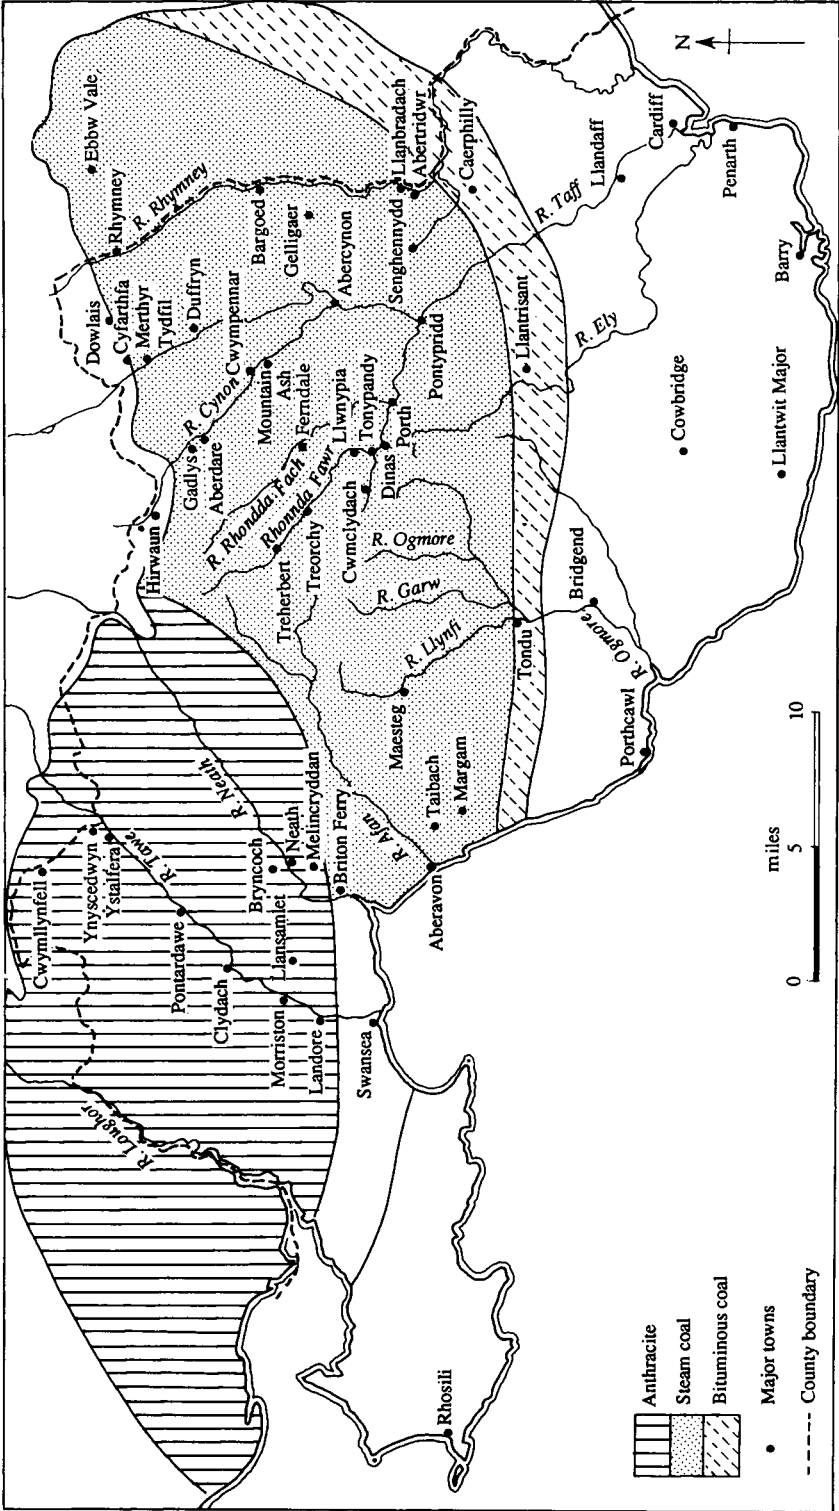 Ebbw Vale
Rhymney
R. Rhymney
Dowlais
Cyfarthfa
Merthyr
Tydfil
Duffryn
Bargoed
Gelligaer
Cwmpennar
Abercynon
Llanbradach
Abertridwr
Senghennydd
Caerphilly
R. Taff
Llandaff
Cardiff
Penarth
Barry
N
Hirwaun
Gadlys
Aberdare
R. Cynon
Mountain
Ash
Ferndale
Llwnypia
Tonypandy
Porth
Dinas
Cwmclydach
R. Rhondda Fach
Rhonnda Fawr
Treorchy
Treherbert
Pontypridd
Llantrisant
R. Ely
Cowbridge
Llantwit Major
R. Ogmore
R. Garw
R. Llynfi
Maesteg
Tondu
Bridgend
R. Ogmore
Porthcawl
Cwymllynfell
Ynyscedwyn
Ystalfera
R. Tawe
Pontardawe
Clydach
Morriston
Landore
Llansamlet
R. Neath
Bryncoch
Neath
Melincryddan
Briton Ferry
R. Afan
Taibach
Margam
Aberavon
Swansea
R. Loughor
Rhosili
miles
0 5 10
Anthracite
Steam coal
Bituminous coal
Major towns
County boundary